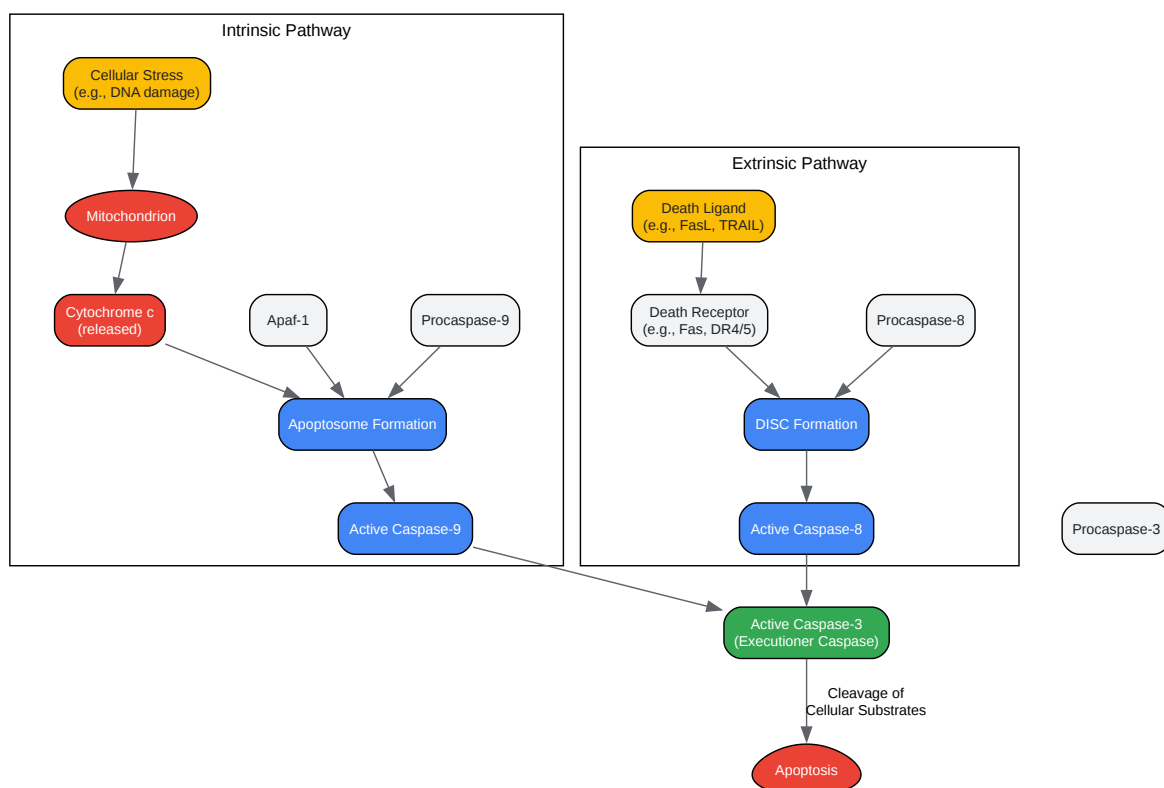 Intrinsic Pathway
Cellular Stress
(e.g., DNA damage)
Mitochondrion
Cytochrome c
(released)
Apaf-1
Procaspase-9
Apoptosome Formation
Active Caspase-9
Extrinsic Pathway
Death Ligand
(e.g., FasL, TRAIL)
Death Receptor
(e.g., Fas, DR4/5)
Procaspase-8
DISC Formation
Active Caspase-8
Procaspase-3
Active Caspase-3
(Executioner Caspase)
Cleavage of
Cellular Substrates
Apoptosis